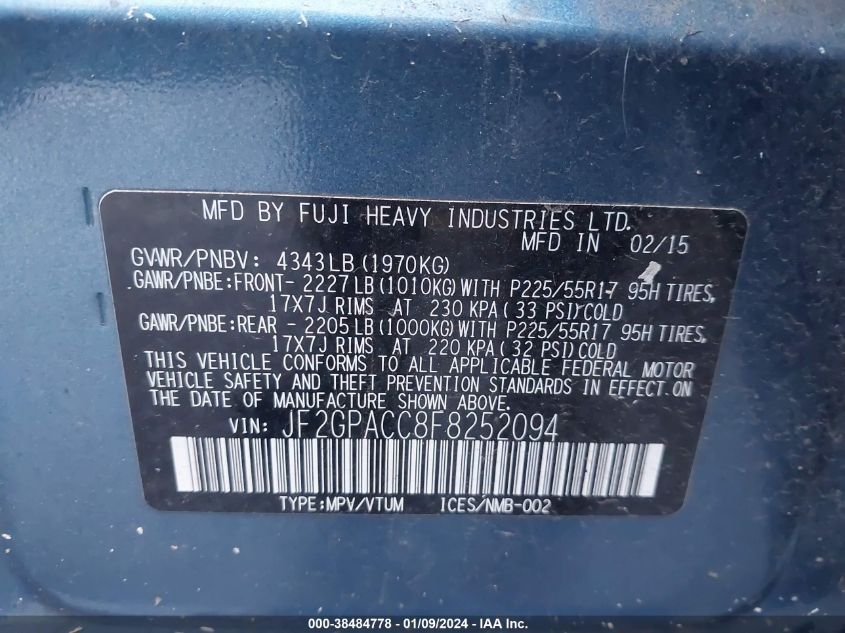 MFD BY FUJI HEAVY INDUSTRIES LTD.
MFD IN 02/15
GVWR/PNBV: 4343LB(1970KG)
GAWR/PNBE:FRONT- 2227LB(1010KG)WITH P225/55R17 95H TIRES,
17X7J RIMS AT 230 KPA(33 PSI)COLD
GAWR/PNBE:REAR - 2205LB(1000KG)WITH P225/55R17 95H TIRES,
17X7J RIMS AT 220 KPA(32 PSI)COLD
THIS VEHICLE CONFORMS TO ALL APPLICABLE FEDERAL MOTOR
VEHICLE SAFETY AND THEFT PREVENTION STANDARDS IN EFFECT ON
THE DATE OF MANUFACTURE SHOWN ABOVE.
VIN: JF2GPACC8F8252094
TYPE:MPV/VTUM ICES/NMB-002
000-38484778 - 01/09/2024 - IAA Inc.